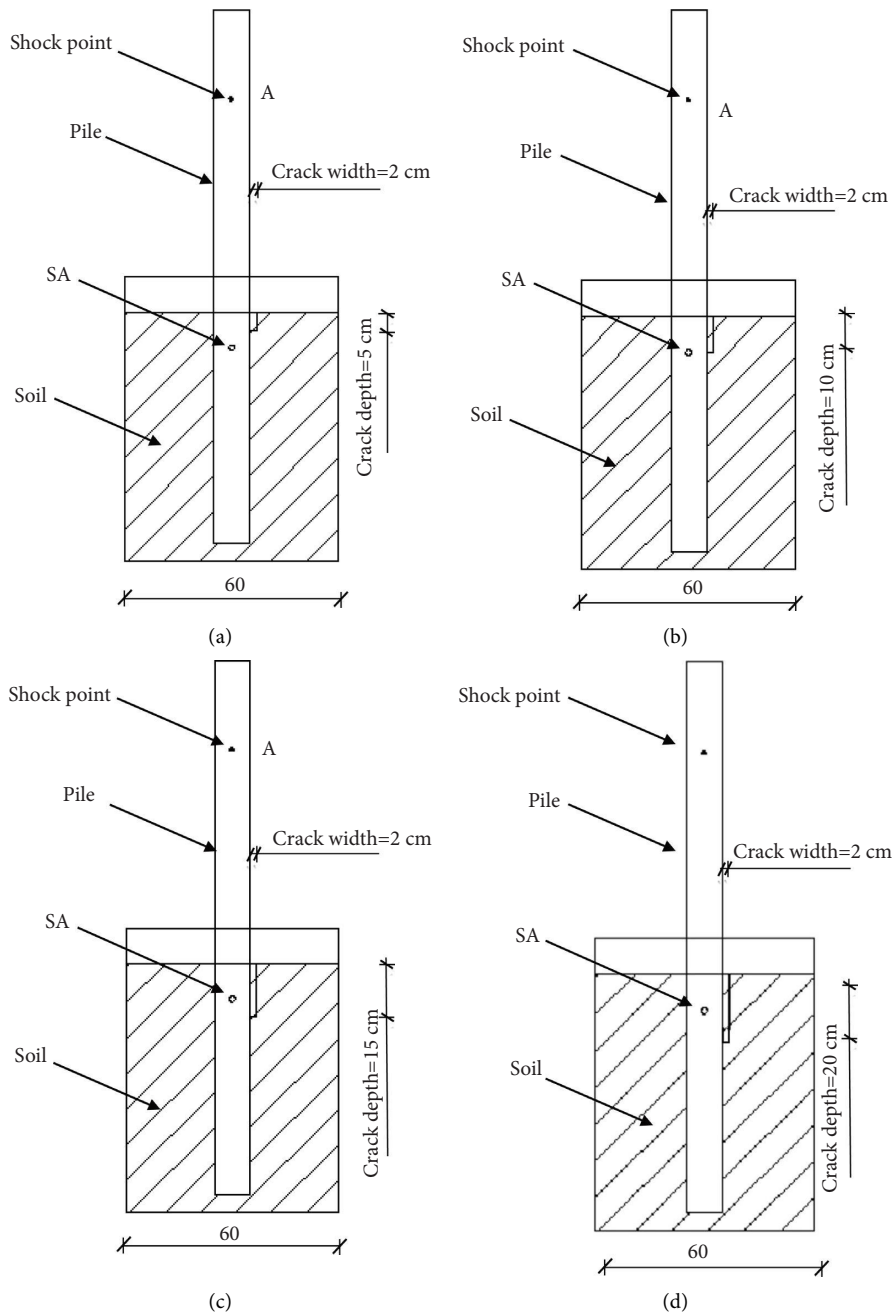 Shock point
A
Pile
Crack width=2 cm
SA
Soil
Crack depth=5 cm
60
(a)
Shock point
A
Pile
Crack width=2 cm
SA
Soil
Crack depth=10 cm
60
(b)
Shock point
A
Pile
Crack width=2 cm
SA
Soil
Crack depth=15 cm
60
(c)
Shock point
Pile
Crack width=2 cm
SA
Soil
Crack depth=20 cm
60
(d)